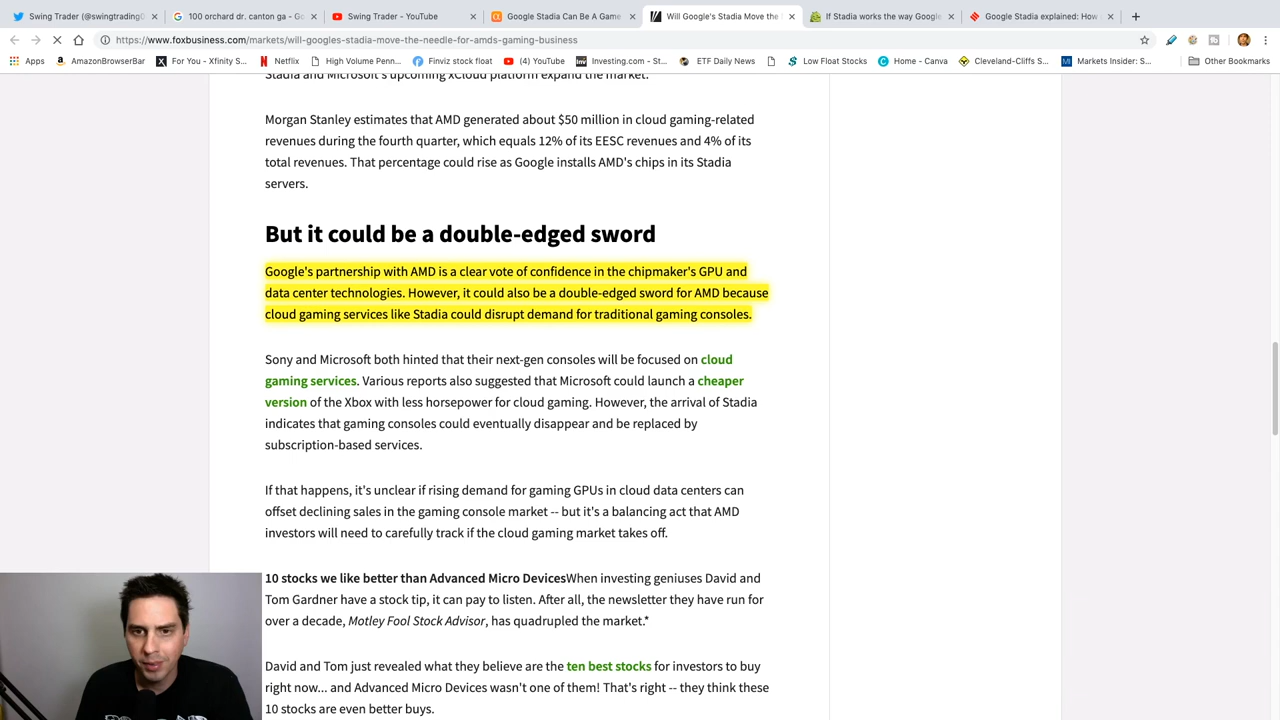 Swing Trader (@swingtradingD
100 orchard dr. canton ga - Go
Swing Trader - YouTube
Google Stadia Can Be A Game
Will Google's Stadia Move the
If Stadia works the way Google
Google Stadia explained: How
https://www.foxbusiness.com/markets/will-googles-stadia-move-the-needle-for-amds-gaming-business
Apps
AmazonBrowserBar
For You - Xfinity S...
Netflix
High Volume Penn...
Finviz stock float
(4) YouTube
Investing.com - St...
ETF Daily News
Low Float Stocks
Home - Canva
Cleveland-Cliffs S...
Markets Insider: S...
Other Bookmarks
Stadia and Microsoft's upcoming xCloud platform expand the market.
Morgan Stanley estimates that AMD generated about $50 million in cloud gaming-related
revenues during the fourth quarter, which equals 12% of its EESC revenues and 4% of its
total revenues. That percentage could rise as Google installs AMD's chips in its Stadia
servers.
But it could be a double-edged sword
Google's partnership with AMD is a clear vote of confidence in the chipmaker's GPU and
data center technologies. However, it could also be a double-edged sword for AMD because
cloud gaming services like Stadia could disrupt demand for traditional gaming consoles.
Sony and Microsoft both hinted that their next-gen consoles will be focused on cloud
gaming services. Various reports also suggested that Microsoft could launch a cheaper
version of the Xbox with less horsepower for cloud gaming. However, the arrival of Stadia
indicates that gaming consoles could eventually disappear and be replaced by
subscription-based services.
If that happens, it's unclear if rising demand for gaming GPUs in cloud data centers can
offset declining sales in the gaming console market -- but it's a balancing act that AMD
investors will need to carefully track if the cloud gaming market takes off.
10 stocks we like better than Advanced Micro DevicesWhen investing geniuses David and
Tom Gardner have a stock tip, it can pay to listen. After all, the newsletter they have run for
over a decade, Motley Fool Stock Advisor, has quadrupled the market.*
David and Tom just revealed what they believe are the ten best stocks for investors to buy
right now... and Advanced Micro Devices wasn't one of them! That's right -- they think these
10 stocks are even better buys.